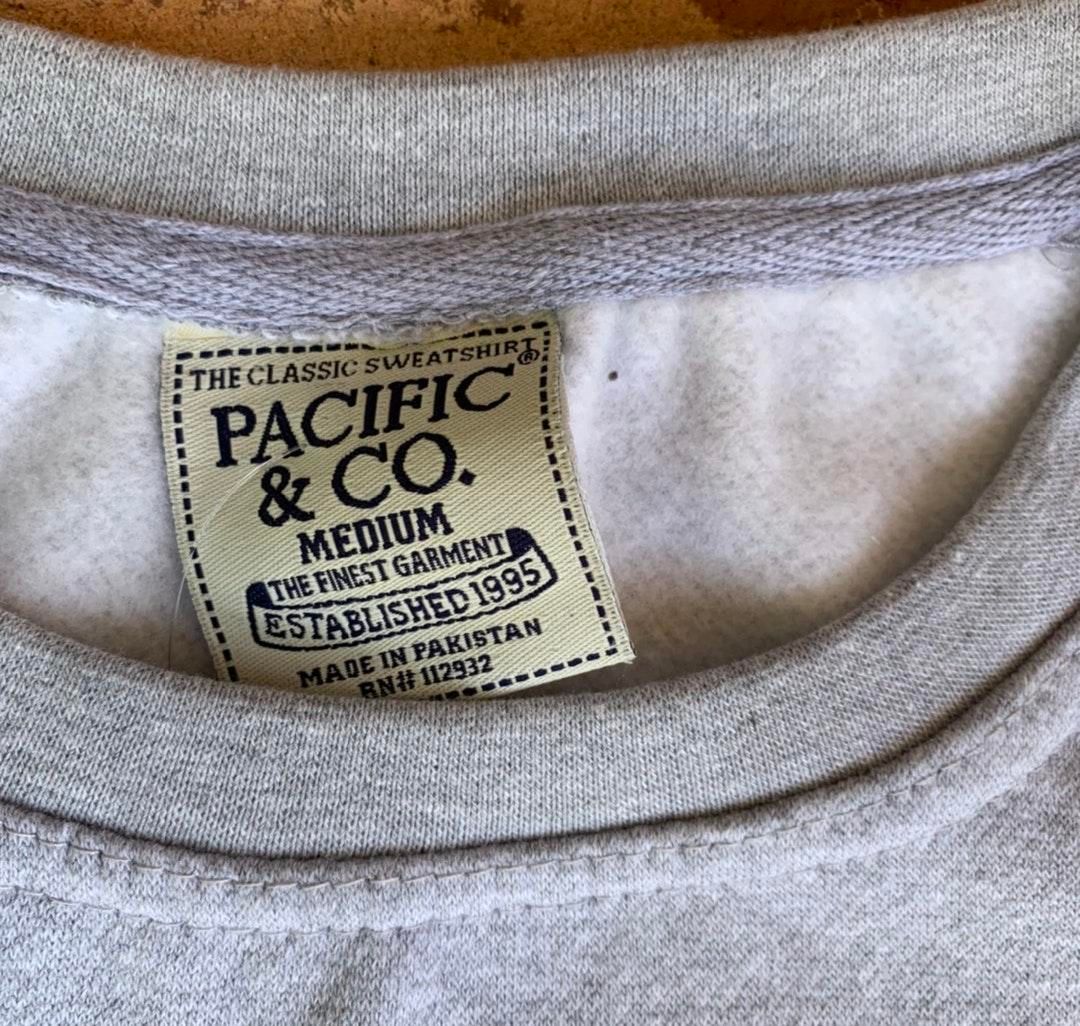 THE CLASSIC SWEATSHIRT
PACIFIC®
& CO.
MEDIUM
THE FINEST GARMENT
ESTABLISHED 1995
MADE IN PAKISTAN
RN# 112932